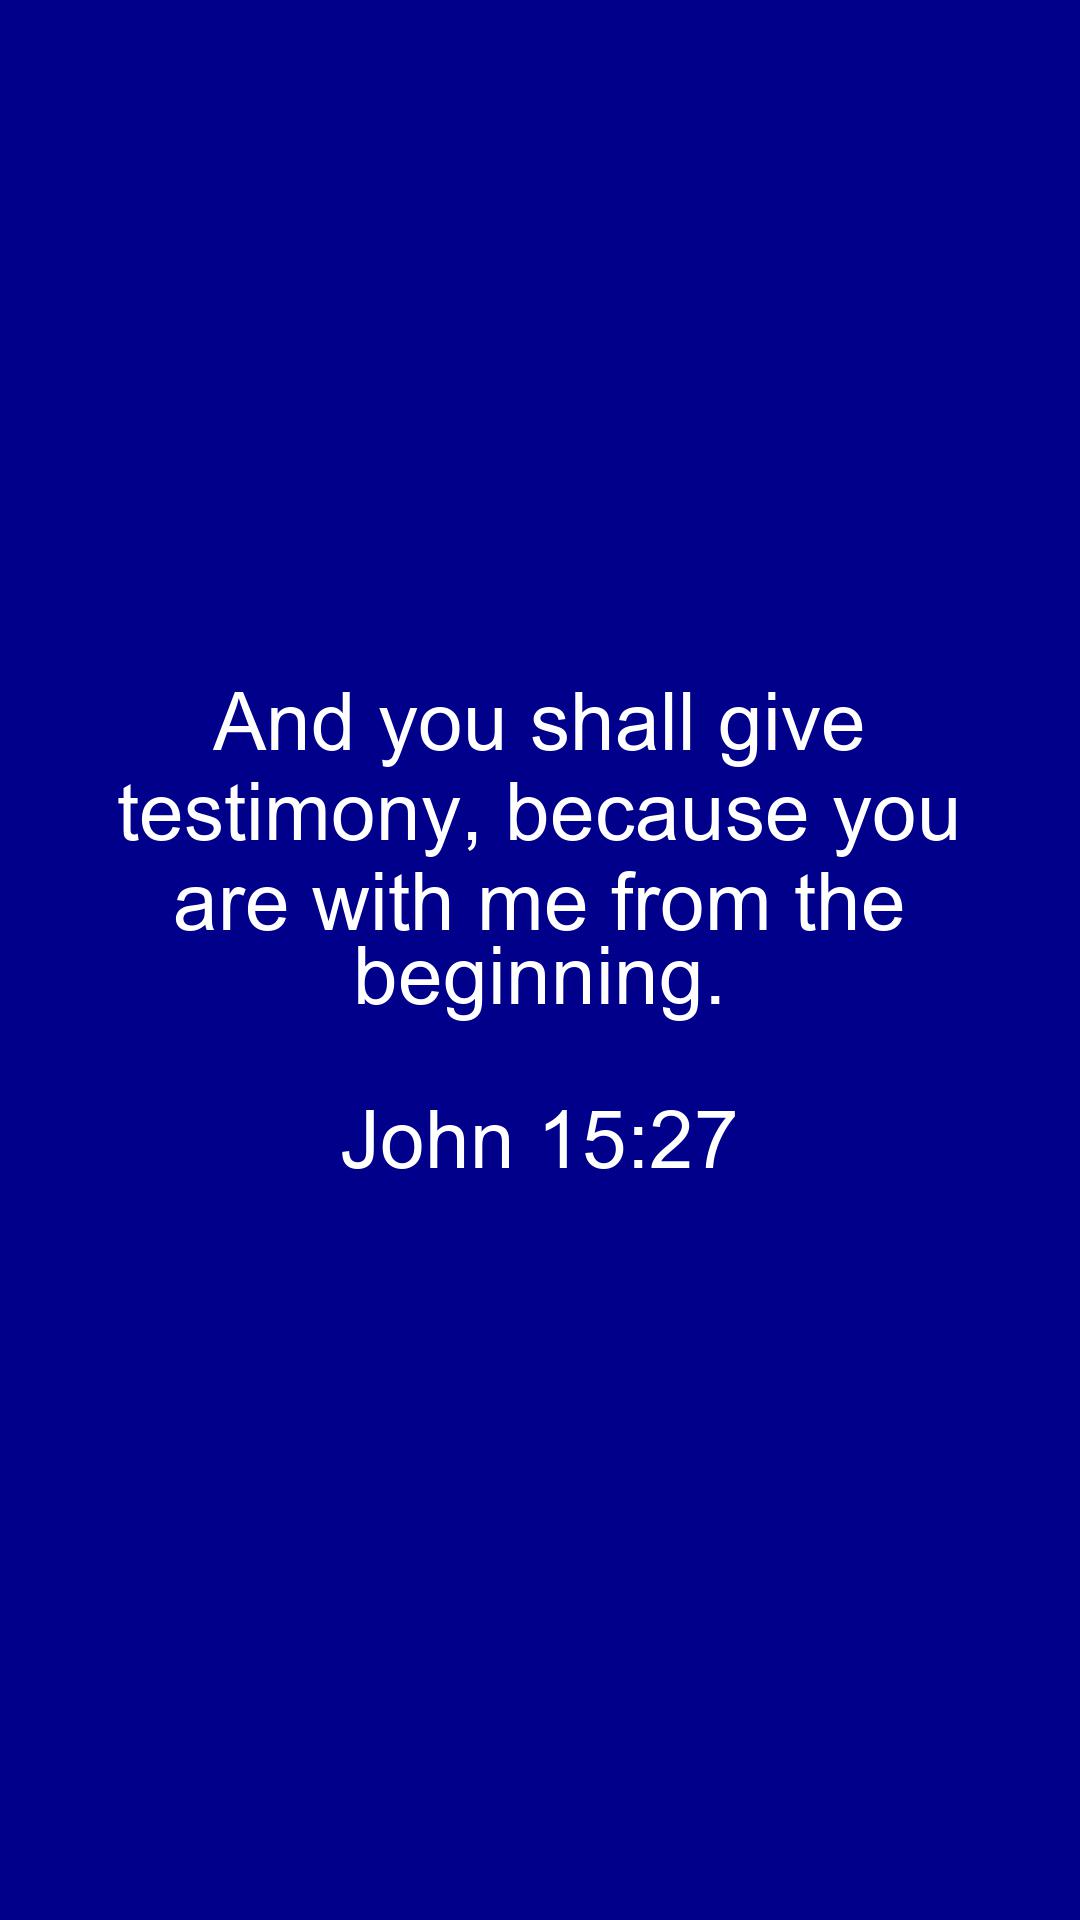 And you shall give
testimony, because you
are with me from the
beginning.
John 15:27